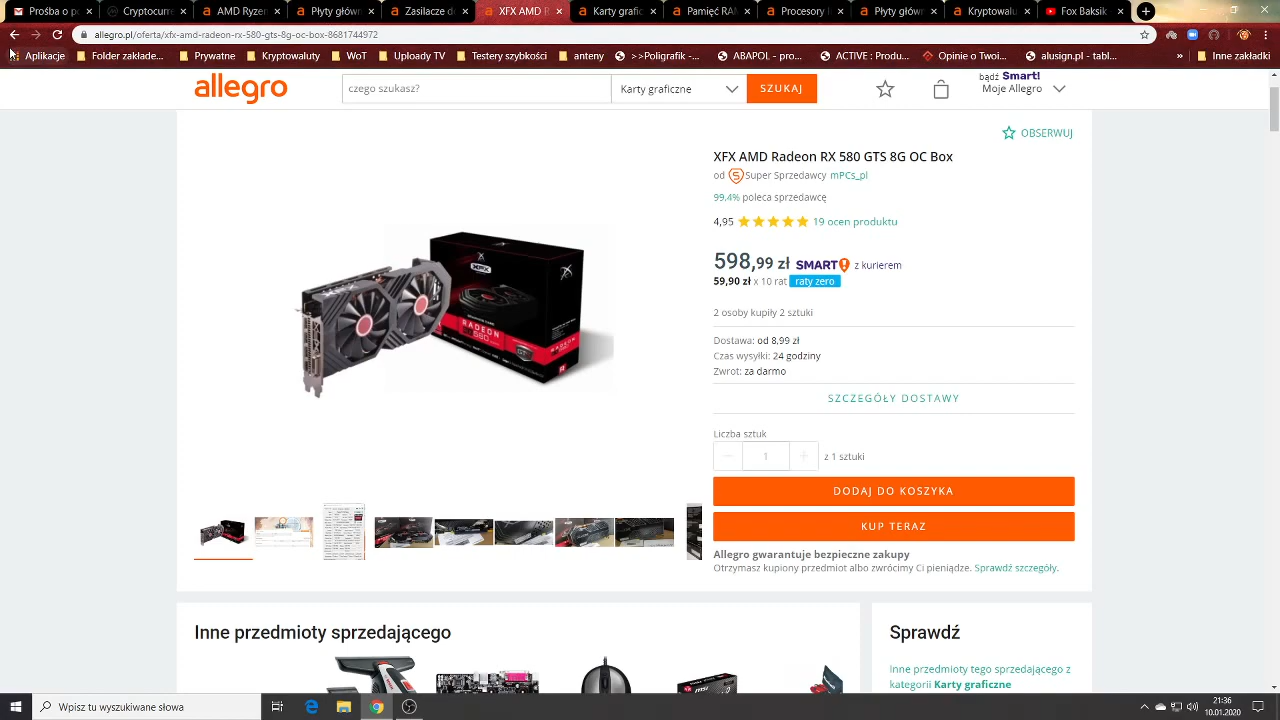 Prośba o p
Cryptocurre
AMD Ryzen
Płyty główn
Zasilacze d
XFX AMD R
Karty grafic
Pamięć RA
Procesory i
Płyty główn
Kryptowalu
Fox Baksik
allegro.pl/oferta/xfx-amd-radeon-rx-580-gts-8g-oc-box-8681744972
Aplikacje
Folder zakładki...
Prywatne
Kwatery
WoT
Uploady TV
Testery szybkości
anteny
>>Poligrafik -...
ABAPOL - pro...
ACTIVE : Produ...
Opinie o Two...
alusign.pl - tabl...
»
Inne zakładki
allegro
czego szukasz?
Karty graficzne
SZUKAJ
bądź Smart!
Moje Allegro
OBSERWUJ
XFX AMD Radeon RX 580 GTS 8G OC Box
od Super Sprzedawcy mPCs_pl
99,4% poleca sprzedawcę
4,95 19 ocen produktu
598,99 zł SMART! z kurierem
59,90 zł x 10 rat raty zero
2 osoby kupiły 2 sztuki
Dostawa: od 8,99 zł
Czas wysyłki: 24 godziny
Zwrot: za darmo
SZCZEGÓŁY DOSTAWY
Liczba sztuk
1
z 1 sztuki
DODAJ DO KOSZYKA
KUP TERAZ
Allegro gwarantuje bezpieczne zakupy
Otrzymasz kupiony przedmiot albo zwrócimy Ci pieniądze. Sprawdź szczegóły.
XFX
RADEON
RX 580
Inne przedmioty sprzedającego
Sprawdź
Inne przedmioty tego sprzedającego z
kategorii Karty graficzne
Wpisz tu wyszukiwane słowa
21:36
10.01.2020